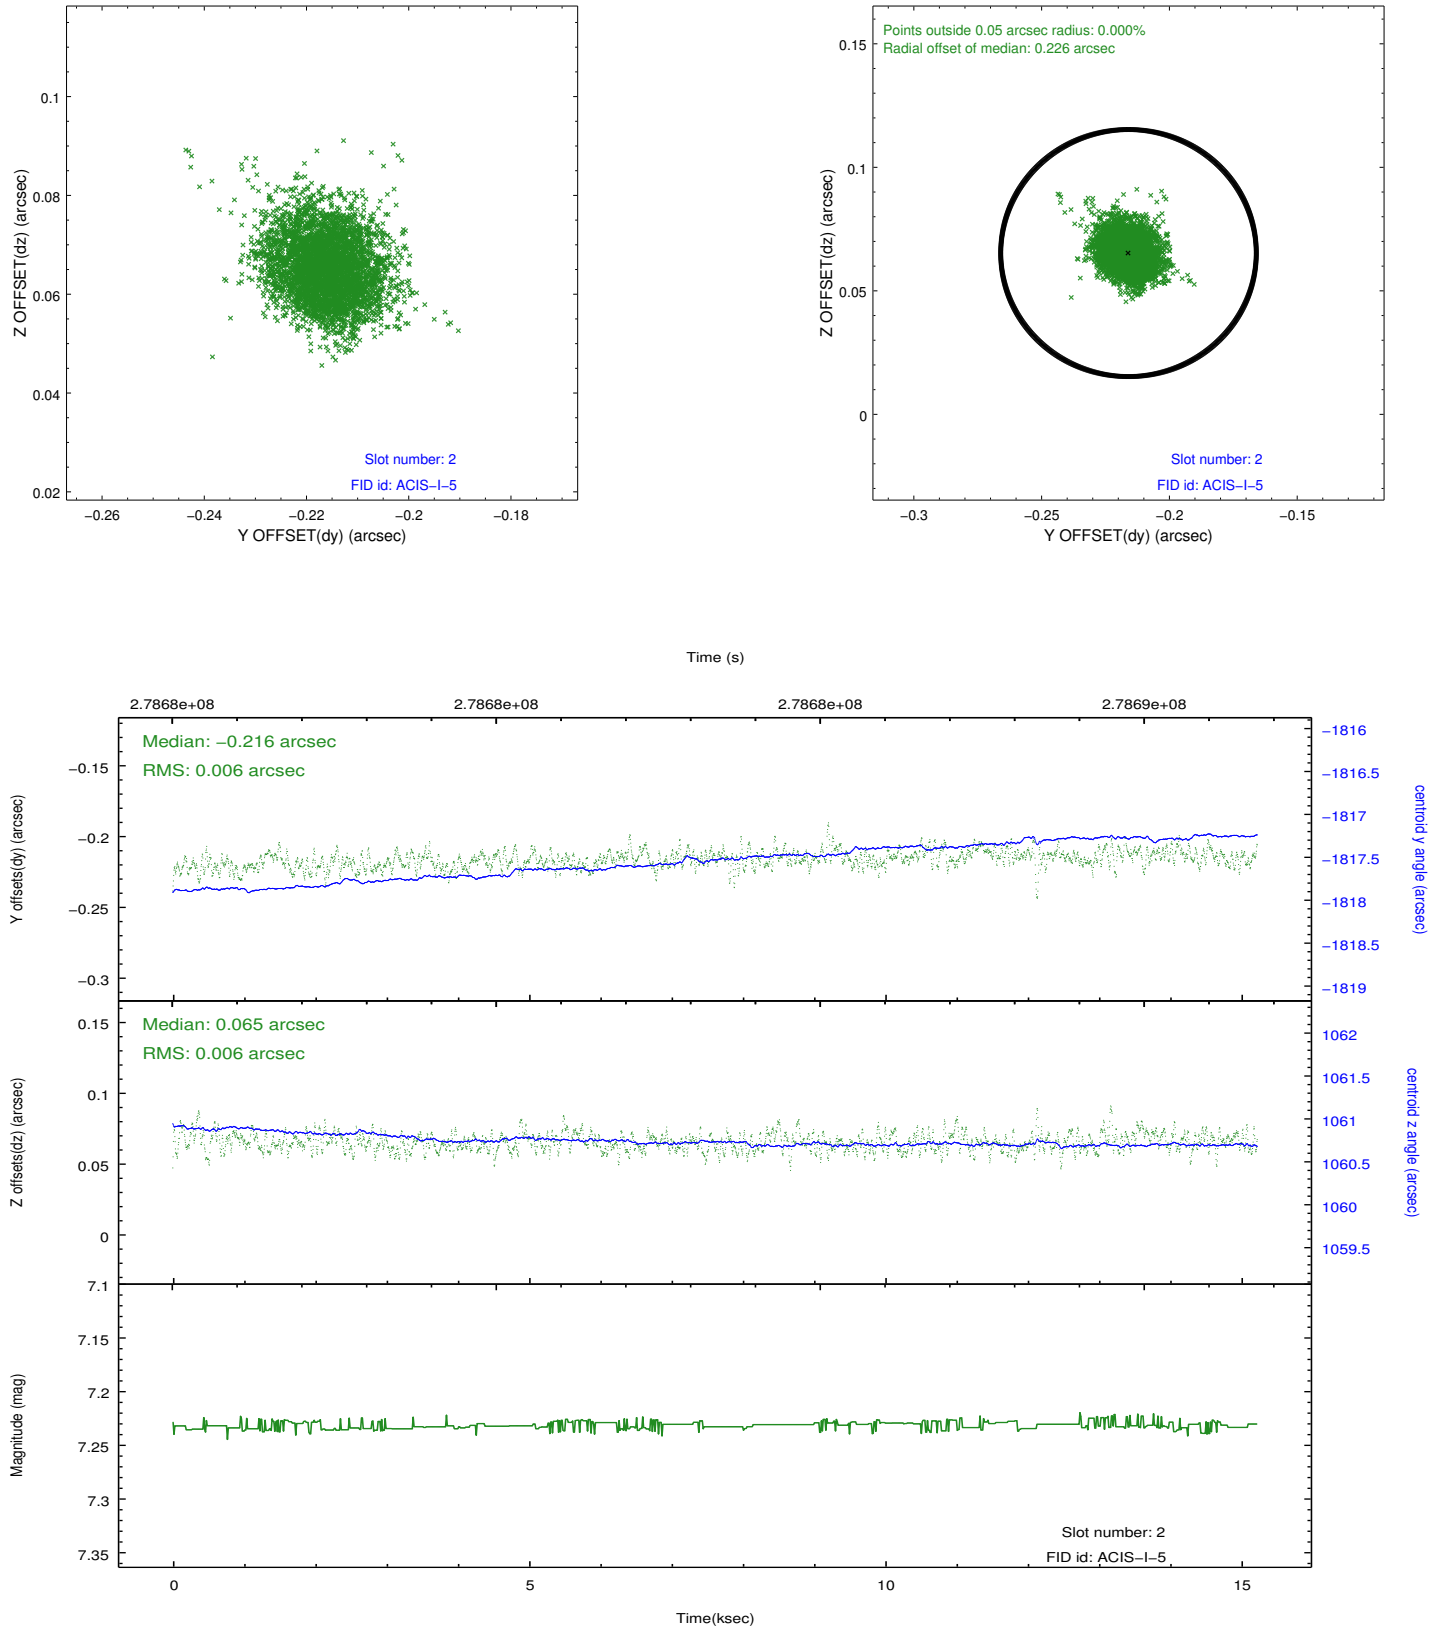 0.1
0.08
0.06
0.04
0.02
Z OFFSET(dz) (arcsec)
Slot number: 2
FID id: ACIS−I−5
−0.26
−0.24
−0.22
−0.2
−0.18
Y OFFSET(dy) (arcsec)
Points outside 0.05 arcsec radius: 0.000%
Radial offset of median: 0.226 arcsec
0.15
0.1
0.05
0
Z OFFSET(dz) (arcsec)
Slot number: 2
FID id: ACIS−I−5
−0.3
−0.25
−0.2
−0.15
Y OFFSET(dy) (arcsec)
Time (s)
2.7868e+08
2.7868e+08
2.7868e+08
2.7869e+08
Median: −0.216 arcsec
RMS: 0.006 arcsec
−0.15
−0.2
−0.25
−0.3
Y offsets(dy) (arcsec)
−1816
−1816.5
−1817
−1817.5
−1818
−1818.5
−1819
centroid y angle (arcsec)
Median: 0.065 arcsec
RMS: 0.006 arcsec
0.15
0.1
0.05
0
Z offsets(dz) (arcsec)
1062
1061.5
1061
1060.5
1060
1059.5
centroid z angle (arcsec)
7.1
7.15
7.2
7.25
7.3
7.35
Magnitude (mag)
Slot number: 2
FID id: ACIS−I−5
0
5
10
15
Time(ksec)